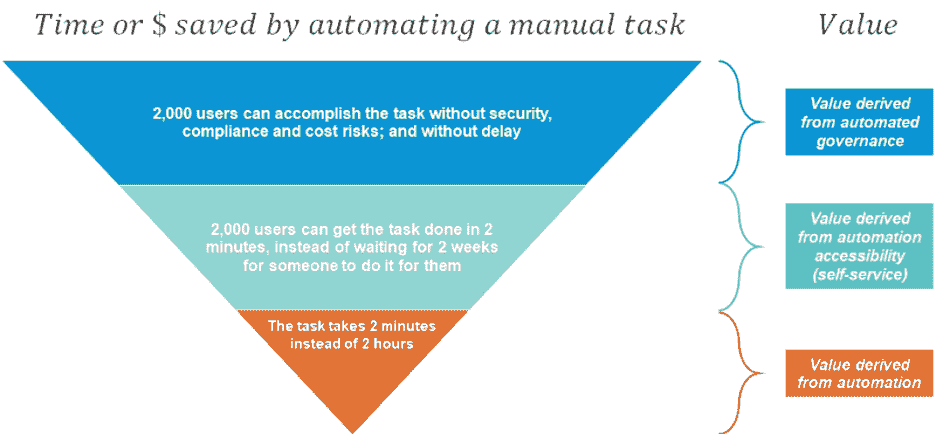 Time or $ saved by automating a manual task
Value
2,000 users can accomplish the task without security,
compliance and cost risks; and without delay
Value derived
from automated
governance
2,000 users can get the task done in 2
minutes, instead of waiting for 2 weeks
for someone to do it for them
Value derived
from automation
accessibility
(self-service)
The task takes 2 minutes
instead of 2 hours
Value derived
from automation